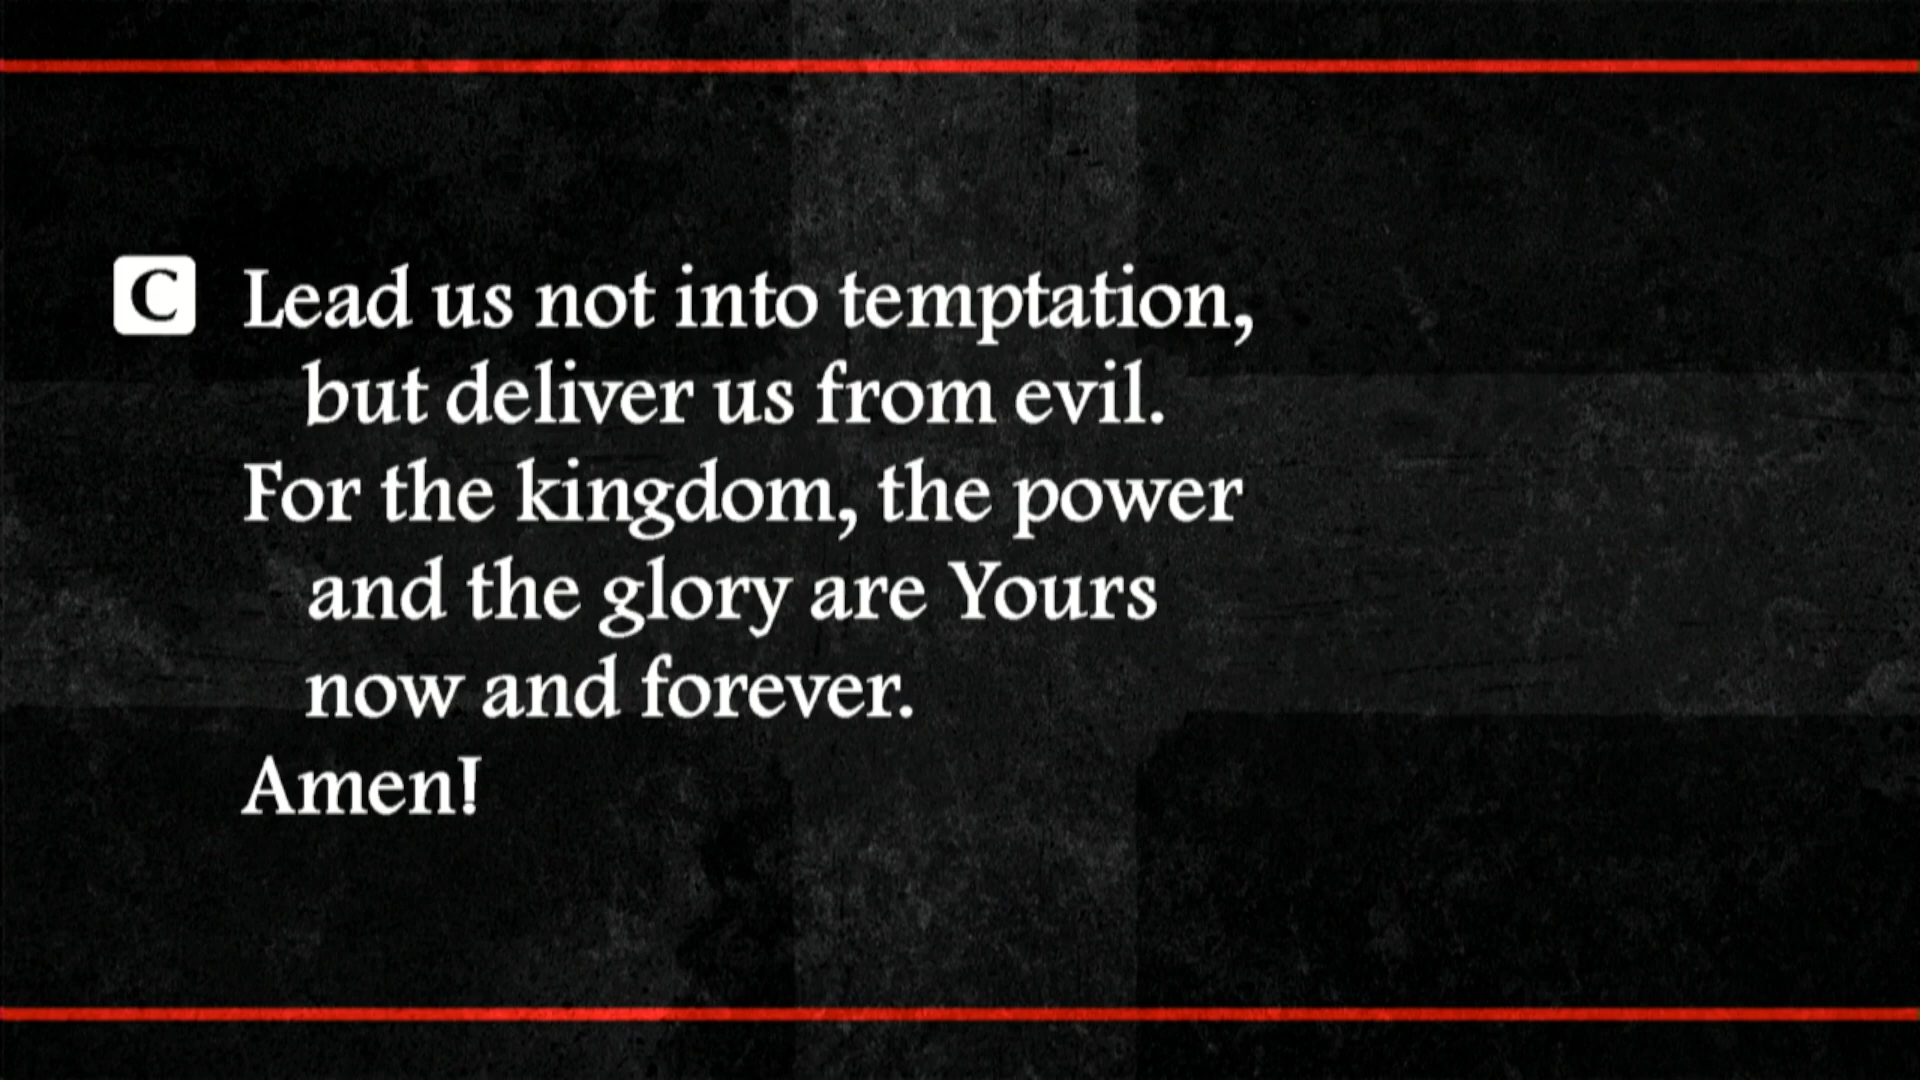 C Lead us not into temptation,
but deliver us from evil.
For the kingdom, the power
and the glory are Yours
now and forever.
Amen!